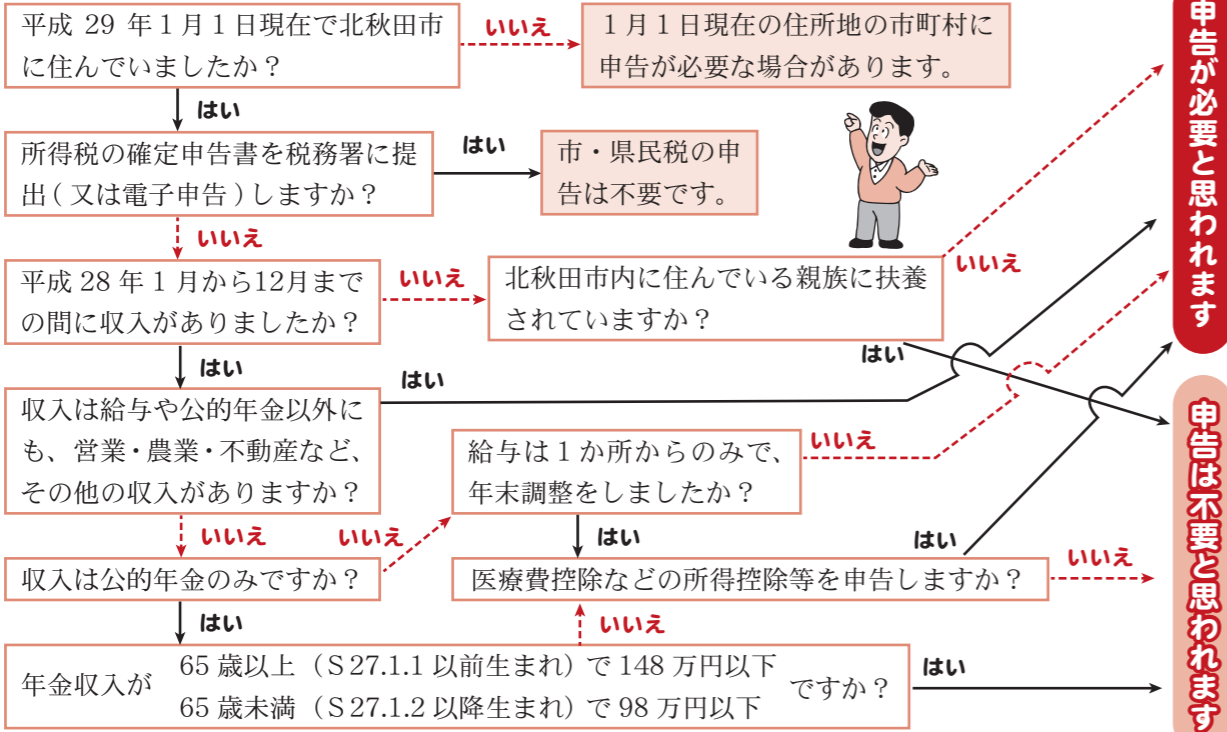 平成 29 年１月１日現在で北秋田市
に住んでいましたか？
いいえ
１月１日現在の住所地の市町村に
申告が必要な場合があります。
はい
所得税の確定申告書を税務署に提
出 ( 又は電子申告 ) しますか？
はい
市・県民税の申
告は不要です。
いいえ
平成 28 年 1 月から12月まで
の間に収入がありましたか？
いいえ
北秋田市内に住んでいる親族に扶養
されていますか？
いいえ
はい
はい
収入は給与や公的年金以外に
も、営業・農業・不動産など、
その他の収入がありますか？
はい
いいえ
給与は 1 か所からのみで、
年末調整をしましたか？
いいえ
はい
収入は公的年金のみですか？
いいえ
はい
医療費控除などの所得控除等を申告しますか？
はい
いいえ
年金収入が
65 歳以上（Ｓ27.1.1 以前生まれ）で 148 万円以下
65 歳未満（Ｓ27.1.2 以降生まれ）で 98 万円以下
ですか？
いいえ
はい
申告が必要と思われます
申告は不要と思われます